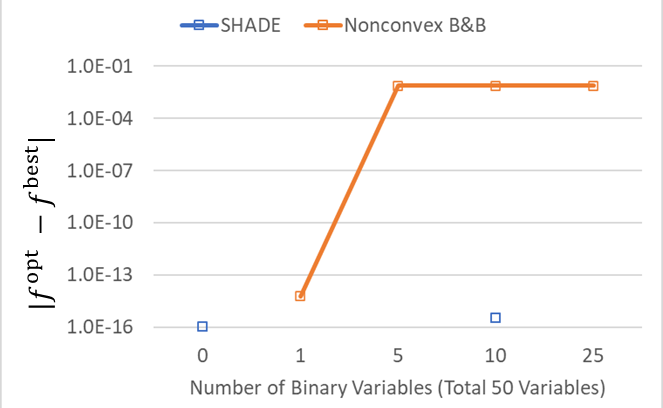 SHADE Nonconvex B&B
1.0E-01
1.0E-04
1.0E-07
1.0E-10
1.0E-13
1.0E-16
|f^opt − f^best|
0 1 5 10 25
Number of Binary Variables (Total 50 Variables)